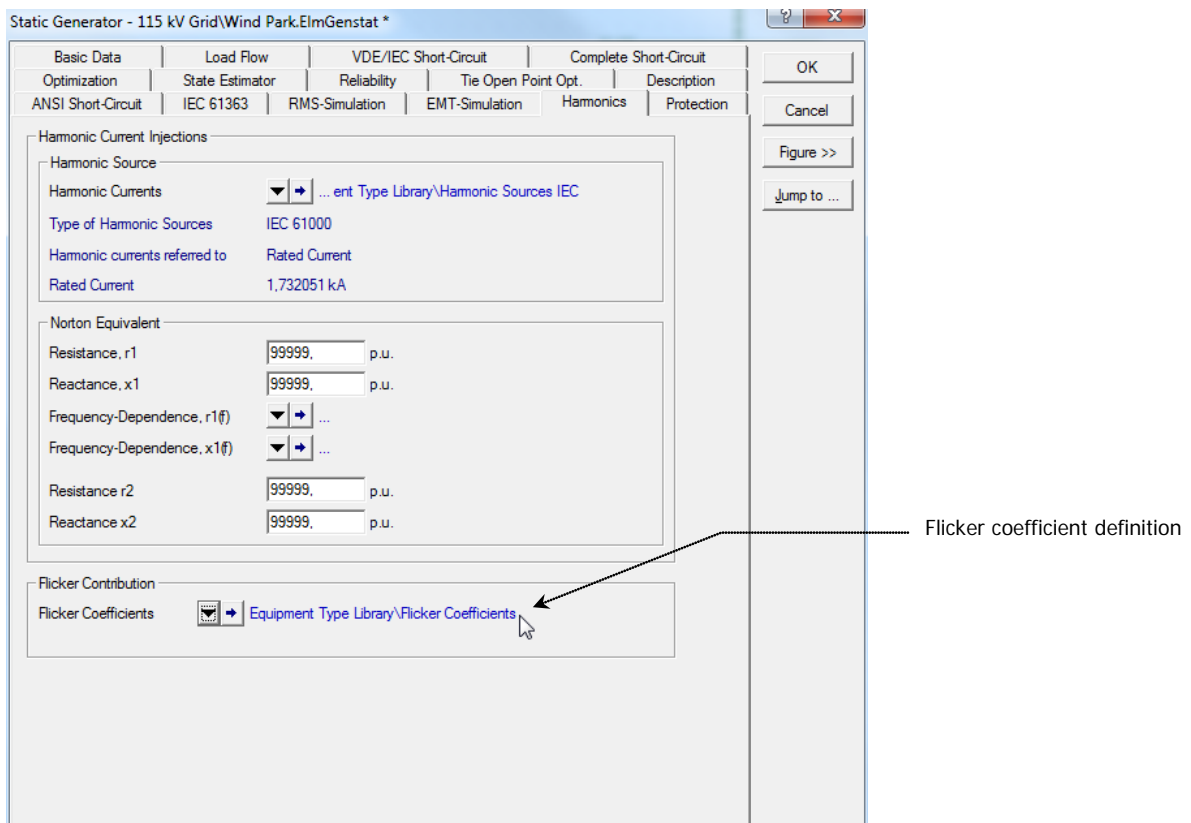 Static Generator - 115 kV Grid\Wind Park.ElmGenstat *
?
X
Basic Data
Load Flow
VDE/IEC Short-Circuit
Complete Short-Circuit
Optimization
State Estimator
Reliability
Tie Open Point Opt.
Description
ANSI Short-Circuit
IEC 61363
RMS-Simulation
EMT-Simulation
Harmonics
Protection
OK
Cancel
Figure >>
Jump to ...
Harmonic Current Injections
Harmonic Source
Harmonic Currents ... ent Type Library\Harmonic Sources IEC
Type of Harmonic Sources IEC 61000
Harmonic currents referred to Rated Current
Rated Current 1,732051 kA
Norton Equivalent
Resistance, r1 99999, p.u.
Reactance, x1 99999, p.u.
Frequency-Dependence, r1(f) ...
Frequency-Dependence, x1(f) ...
Resistance r2 99999, p.u.
Reactance x2 99999, p.u.
Flicker coefficient definition
Flicker Contribution
Flicker Coefficients Equipment Type Library\Flicker Coefficients